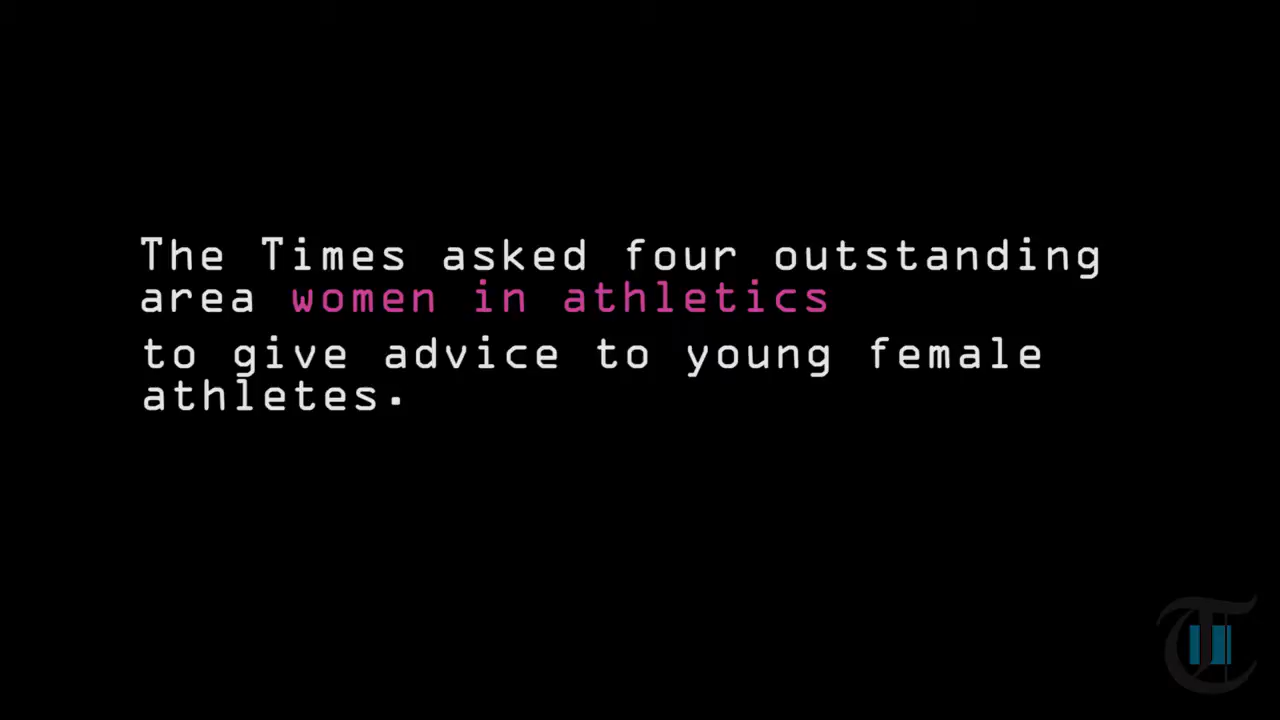 The Times asked four outstanding
area women in athletics
to give advice to young female
athletes.
T